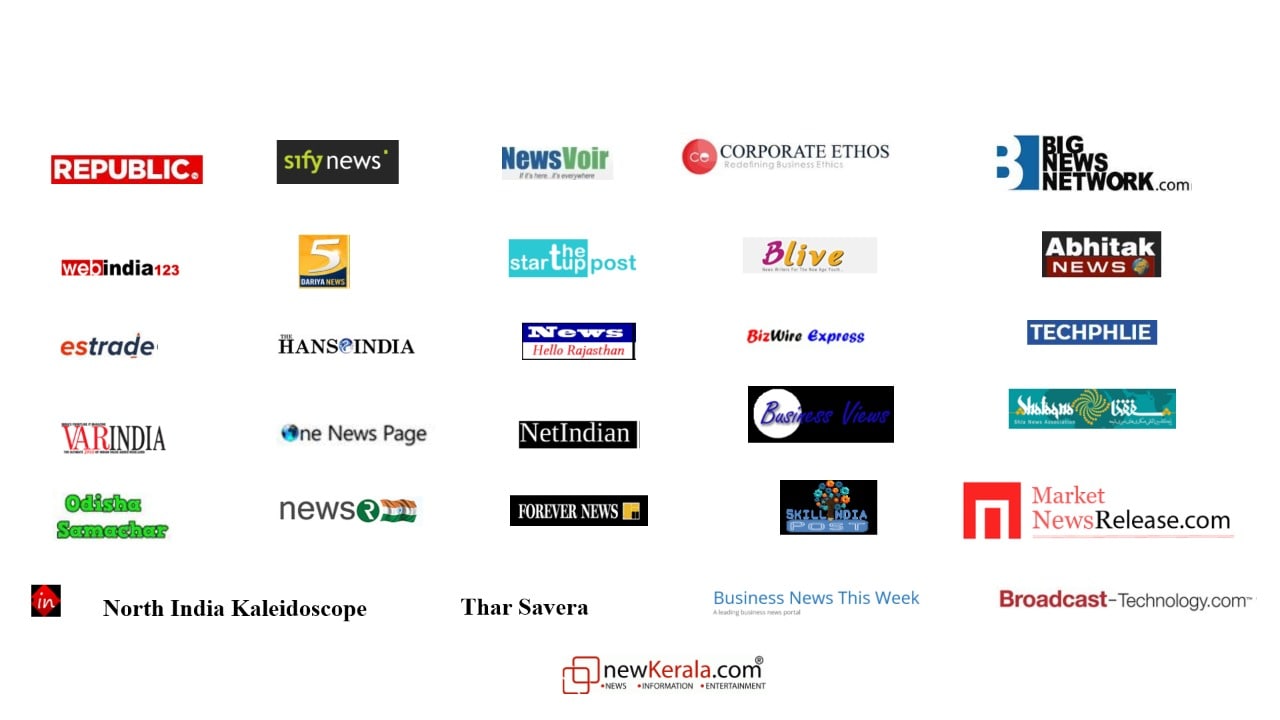 REPUBLIC.
sify news
NewsVoir
If it's here...it's everywhere
ce CORPORATE ETHOS
Redefining Business Ethics
B BIG
NEWS
NETWORK.com
webindia123
5
DARIYA NEWS
the
startup post
Blive
News Writers For The New Age Youth..
Abhitak
NEWS
estrade
THE
HANS INDIA
News
Hello Rajasthan
BizWire Express
TECHPHLIE
VARINDIA
One News Page
NetIndian
Business Views
Shafaqna
Shia News Association
شفقنا
Odisha
Samachar
newsR
FOREVER NEWS
SKILL INDIA
POST
Market
NewsRelease.com
in North India Kaleidoscope
Thar Savera
Business News This Week
A leading business news portal
Broadcast-Technology.com™
newKerala.com®
•NEWS •INFORMATION •ENTERTAINMENT